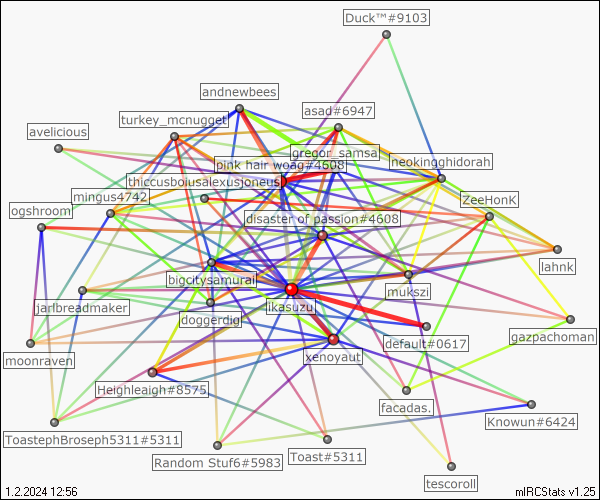 Duck™#9103
andnewbees
asad#6947
turkey_mcnugget
avelicious
gregor_samsa
neokingghidorah
pink hair woag#4608
thiccusboiusalexusjoneus
mingus4742
ZeeHonK
ogshroom
disaster of passion#4608
lahnk
bigcitysamurai
mukszi
ikasuzu
jarlbreadmaker
doggerdig
gazpachoman
default#0617
moonraven
xenoyaut
Heighleigh#8575
facadas.
Knowun#6424
ToastephBroseph5311#5311
Toast#5311
Random Stuf6#5983
tescoroll
1.2.2024 12:56
mIRCStats v1.25